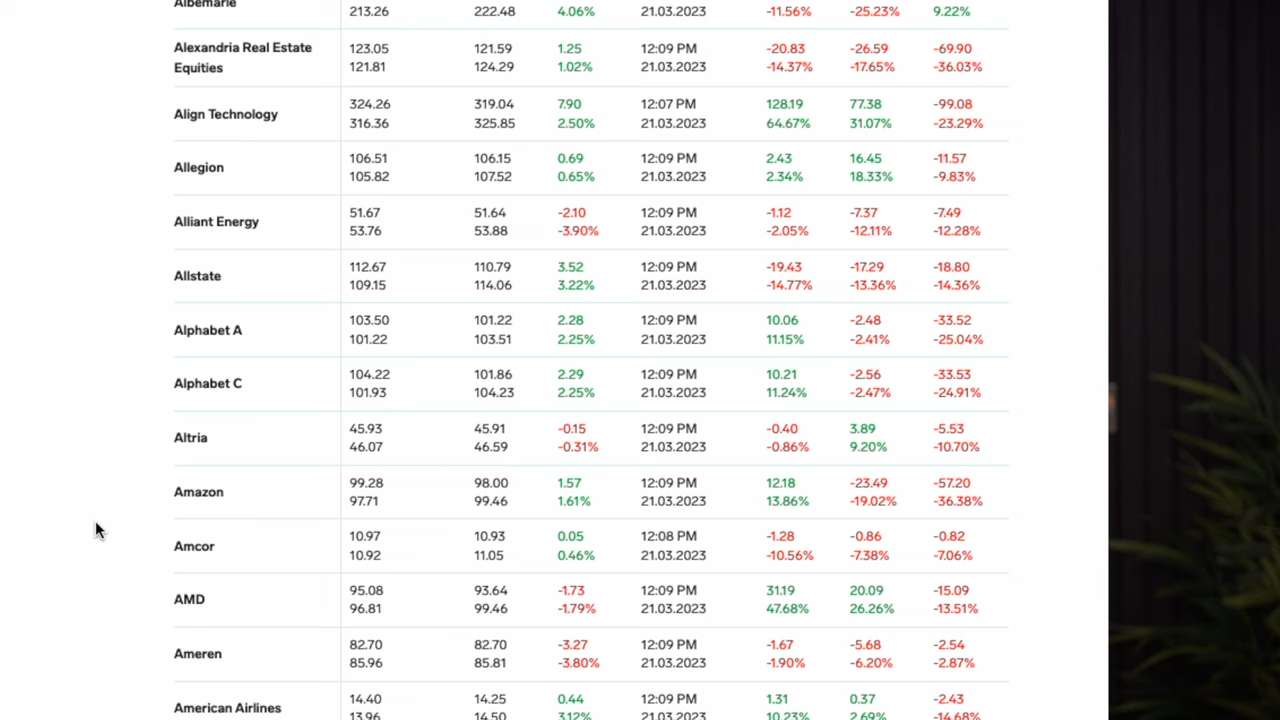 Albemarle
213.26 222.48 4.06% 21.03.2023 -11.56% -25.23% 9.22%
Alexandria Real Estate 123.05 121.59 1.25 12:09 PM -20.83 -26.59 -69.90
Equities 121.81 124.29 1.02% 21.03.2023 -14.37% -17.65% -36.03%
324.26 319.04 7.90 12:07 PM 128.19 77.38 -99.08
Align Technology
316.36 325.85 2.50% 21.03.2023 64.67% 31.07% -23.29%
106.51 106.15 0.69 12:09 PM 2.43 16.45 -11.57
Allegion
105.82 107.52 0.65% 21.03.2023 2.34% 18.33% -9.83%
51.67 51.64 -2.10 12:09 PM -1.12 -7.37 -7.49
Alliant Energy
53.76 53.88 -3.90% 21.03.2023 -2.05% -12.11% -12.28%
112.67 110.79 3.52 12:09 PM -19.43 -17.29 -18.80
Allstate
109.15 114.06 3.22% 21.03.2023 -14.77% -13.36% -14.36%
103.50 101.22 2.28 12:09 PM 10.06 -2.48 -33.52
Alphabet A
101.22 103.51 2.25% 21.03.2023 11.15% -2.41% -25.04%
104.22 101.86 2.29 12:09 PM 10.21 -2.56 -33.53
Alphabet C
101.93 104.23 2.25% 21.03.2023 11.24% -2.47% -24.91%
45.93 45.91 -0.15 12:09 PM -0.40 3.89 -5.53
Altria
46.07 46.59 -0.31% 21.03.2023 -0.86% 9.20% -10.70%
99.28 98.00 1.57 12:09 PM 12.18 -23.49 -57.20
Amazon
97.71 99.46 1.61% 21.03.2023 13.86% -19.02% -36.38%
10.97 10.93 0.05 12:08 PM -1.28 -0.86 -0.82
Amcor
10.92 11.05 0.46% 21.03.2023 -10.56% -7.38% -7.06%
95.08 93.64 -1.73 12:09 PM 31.19 20.09 -15.09
AMD
96.81 99.46 -1.79% 21.03.2023 47.68% 26.26% -13.51%
82.70 82.70 -3.27 12:09 PM -1.67 -5.68 -2.54
Ameren
85.96 85.81 -3.80% 21.03.2023 -1.90% -6.20% -2.87%
14.40 14.25 0.44 12:09 PM 1.31 0.37 -2.43
American Airlines
13.96 14.50 3.12% 21.03.2023 10.23% 2.69% -14.68%